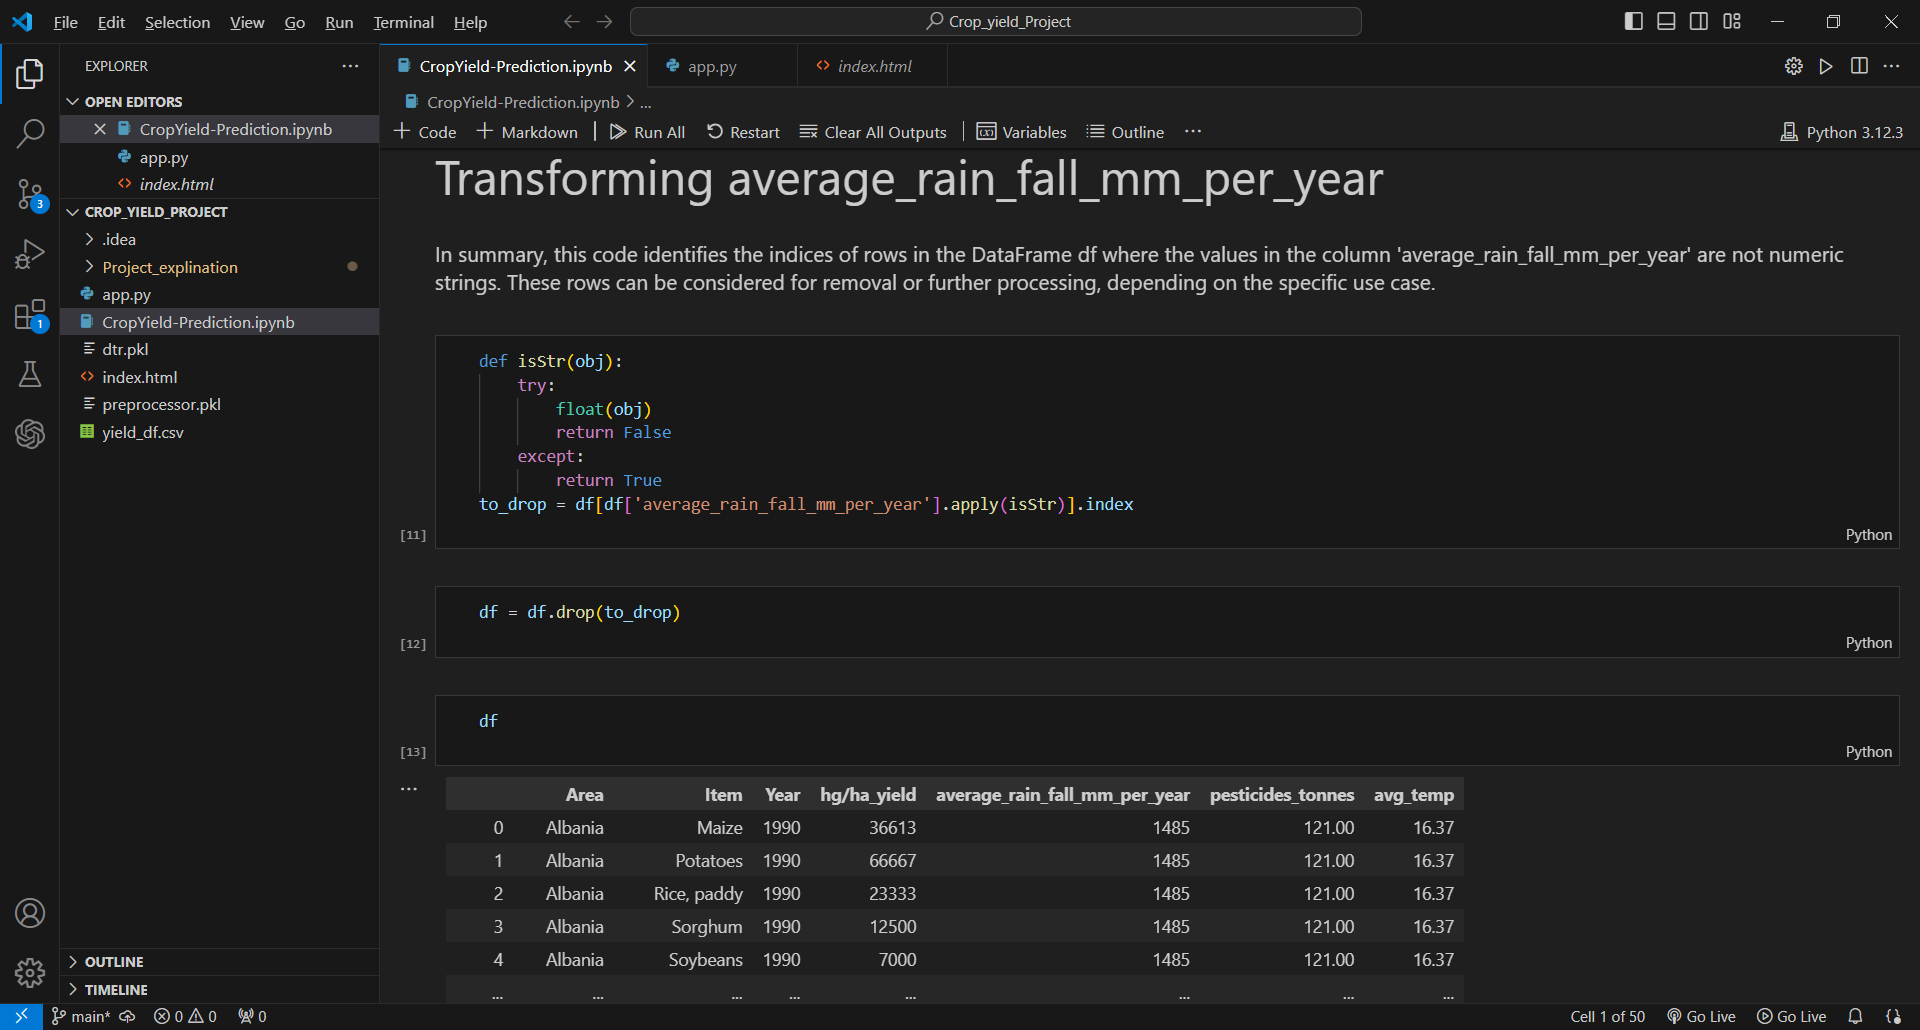 File Edit Selection View Go Run Terminal Help
Crop_yield_Project
EXPLORER
OPEN EDITORS
CropYield-Prediction.ipynb
app.py
index.html
CROP_YIELD_PROJECT
.idea
Project_explination
app.py
CropYield-Prediction.ipynb
dtr.pkl
index.html
preprocessor.pkl
yield_df.csv
OUTLINE
TIMELINE
3
1
CropYield-Prediction.ipynb app.py index.html
CropYield-Prediction.ipynb > ...
+ Code + Markdown Run All Restart Clear All Outputs Variables Outline ... Python 3.12.3
Transforming average_rain_fall_mm_per_year
In summary, this code identifies the indices of rows in the DataFrame df where the values in the column 'average_rain_fall_mm_per_year' are not numeric
strings. These rows can be considered for removal or further processing, depending on the specific use case.
def isStr(obj):
try:
float(obj)
return False
except:
return True
to_drop = df[df['average_rain_fall_mm_per_year'].apply(isStr)].index
[11] Python
df = df.drop(to_drop)
[12] Python
df
[13] Python
...
Area Item Year hg/ha_yield average_rain_fall_mm_per_year pesticides_tonnes avg_temp
0 Albania Maize 1990 36613 1485 121.00 16.37
1 Albania Potatoes 1990 66667 1485 121.00 16.37
2 Albania Rice, paddy 1990 23333 1485 121.00 16.37
3 Albania Sorghum 1990 12500 1485 121.00 16.37
4 Albania Soybeans 1990 7000 1485 121.00 16.37
... ... ... ... ... ... ... ...
main* 0 0 0 Cell 1 of 50 Go Live Go Live